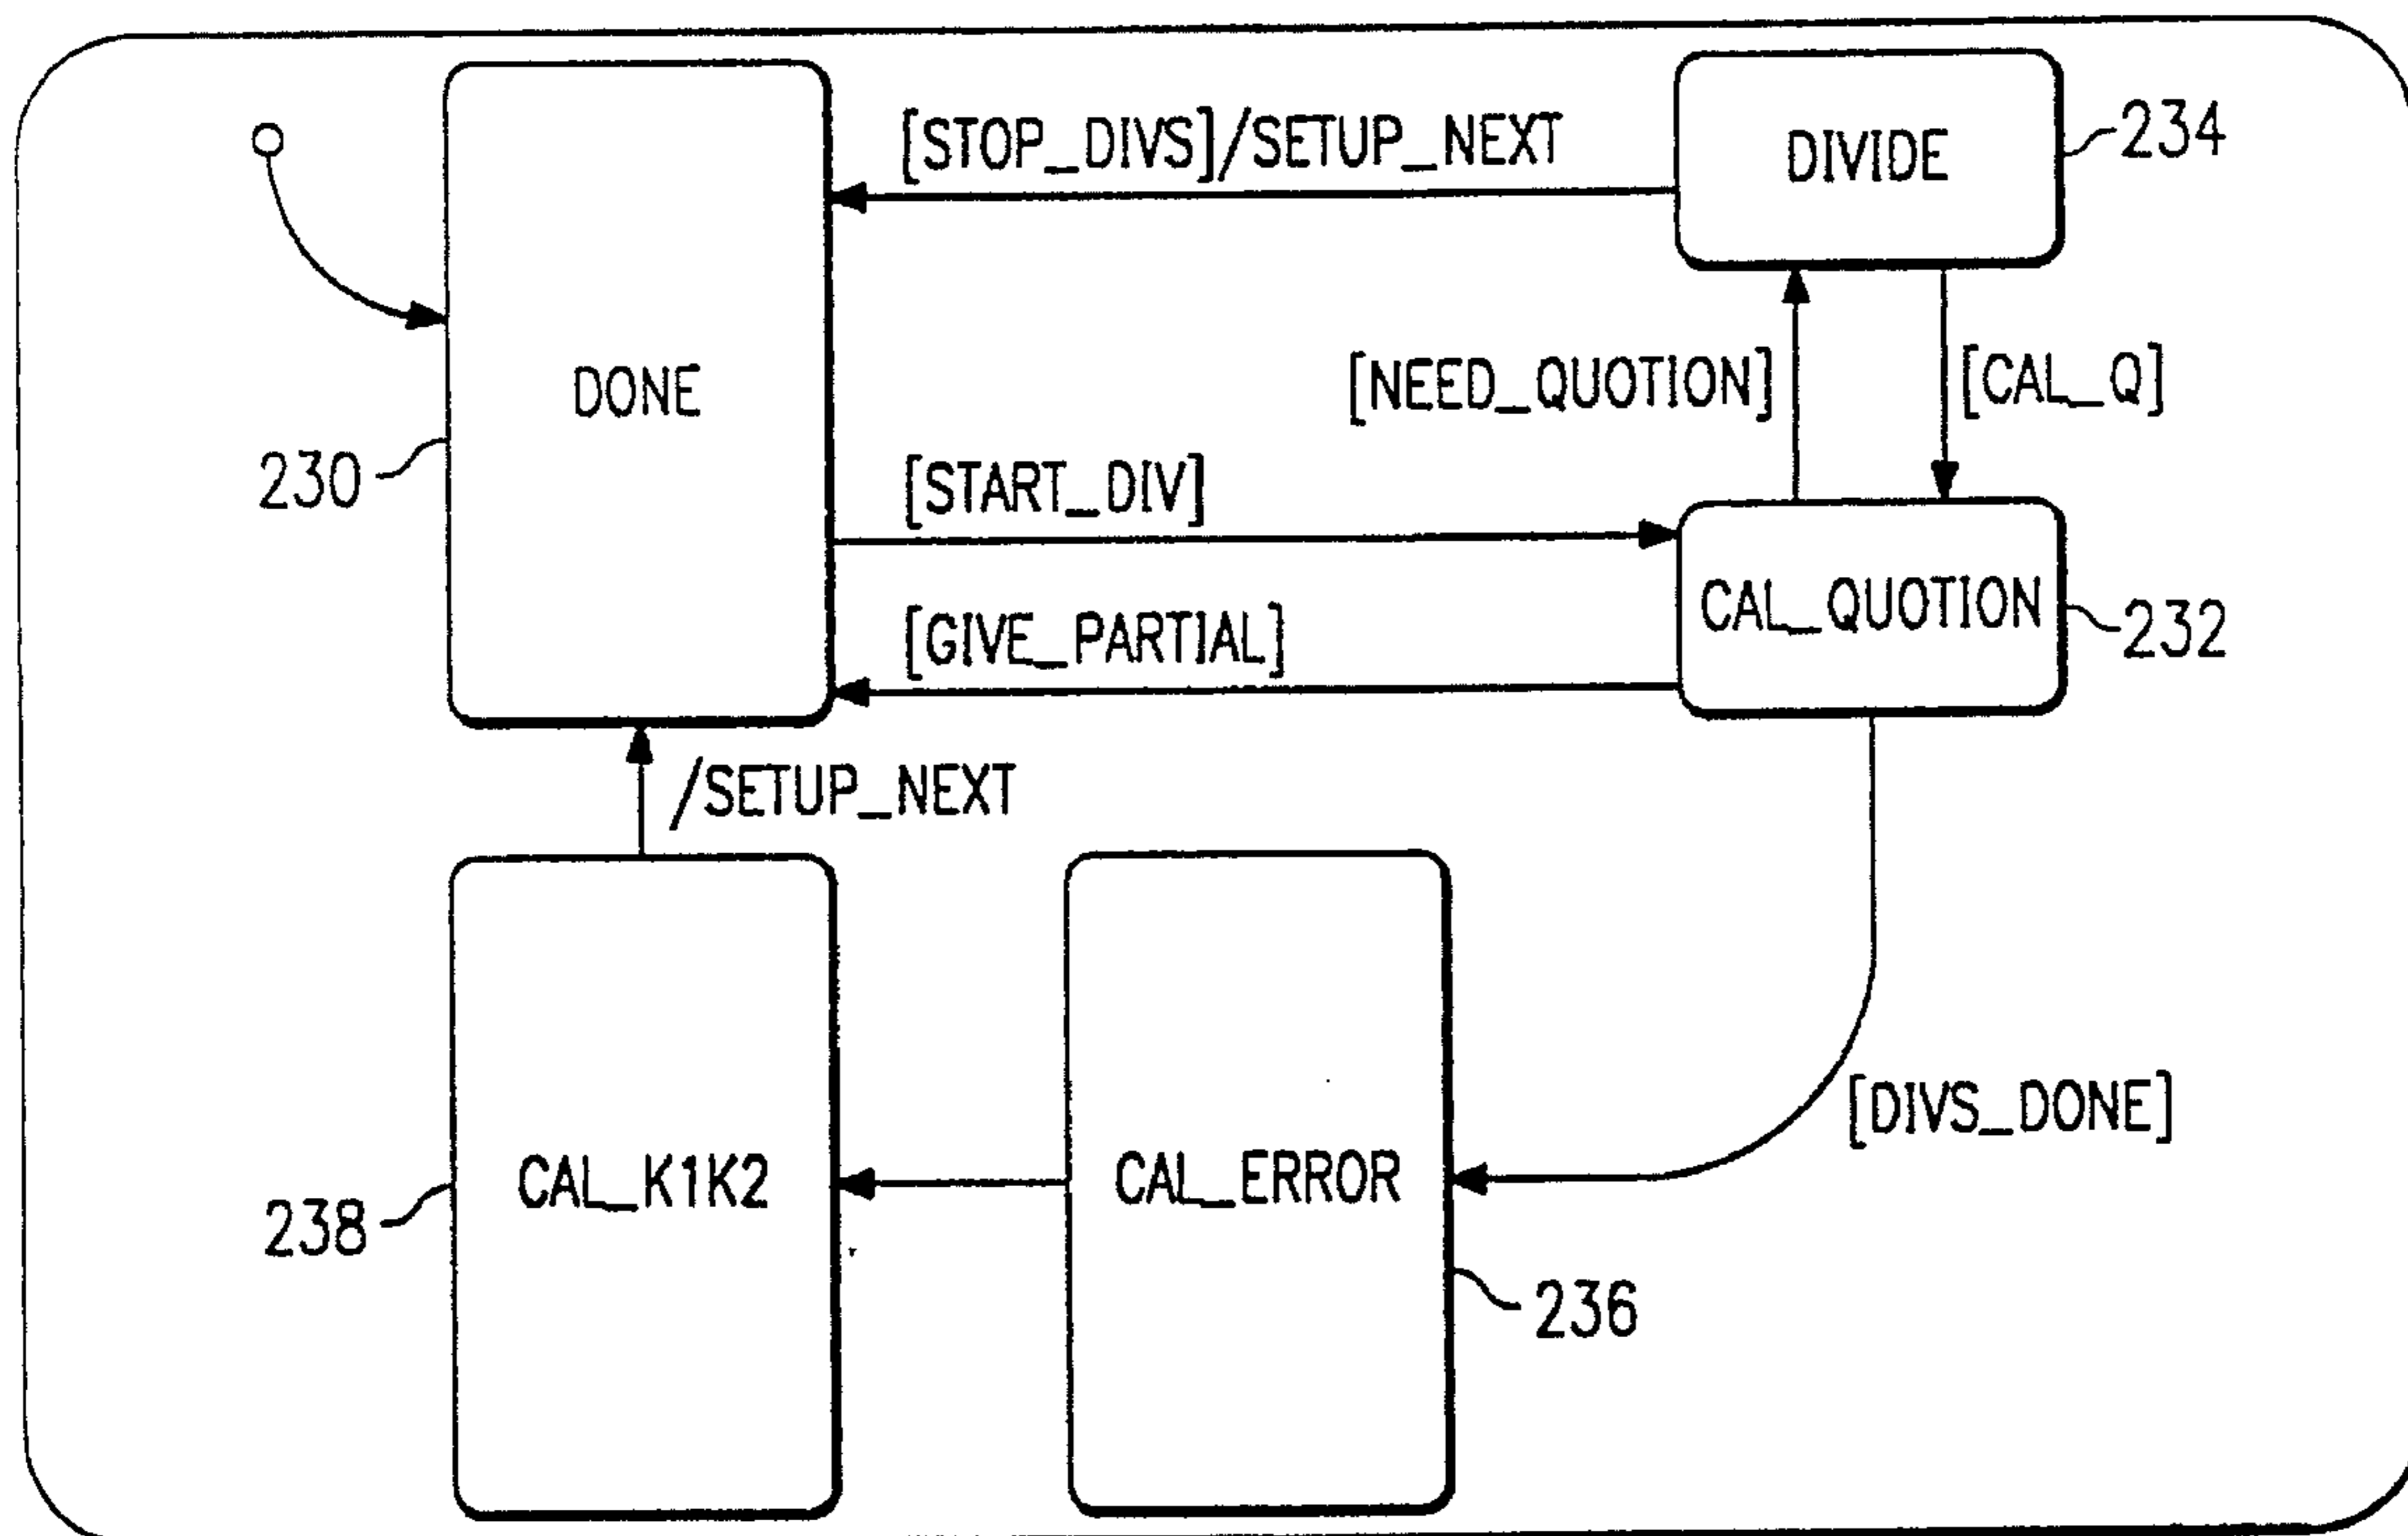 [STOP_DIVS]/SETUP_NEXT
DIVIDE
234
DONE
230
[NEED_QUOTION]
[CAL_Q]
[START_DIV]
CAL_QUOTION
232
[GIVE_PARTIAL]
/SETUP_NEXT
[DIVS_DONE]
CAL_K1K2
238
CAL_ERROR
236